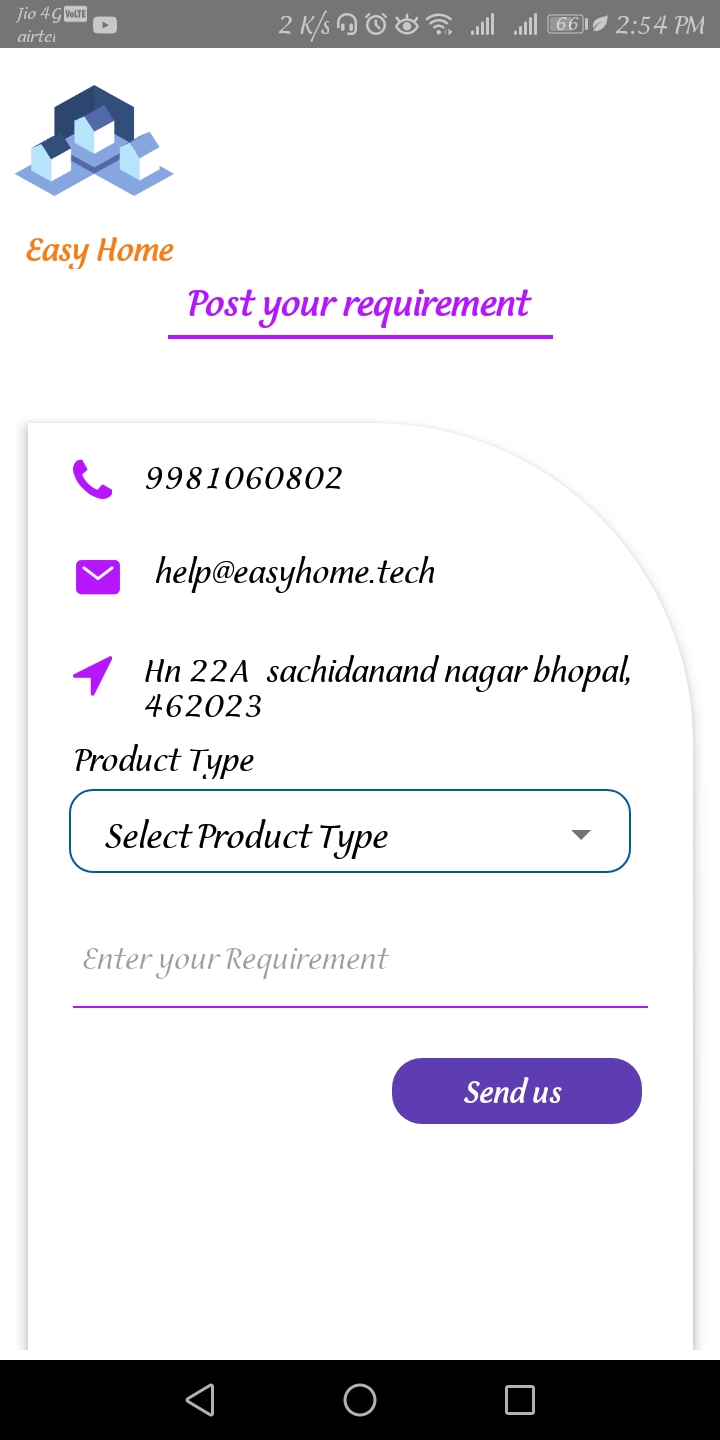 Jio 4G VoLTE
airtel
2 K/s 66 2:54 PM
Easy Home
Post your requirement
9981060802
help@easyhome.tech
Hn 22A sachidanand nagar bhopal,
462023
Product Type
Select Product Type
Enter your Requirement
Send us